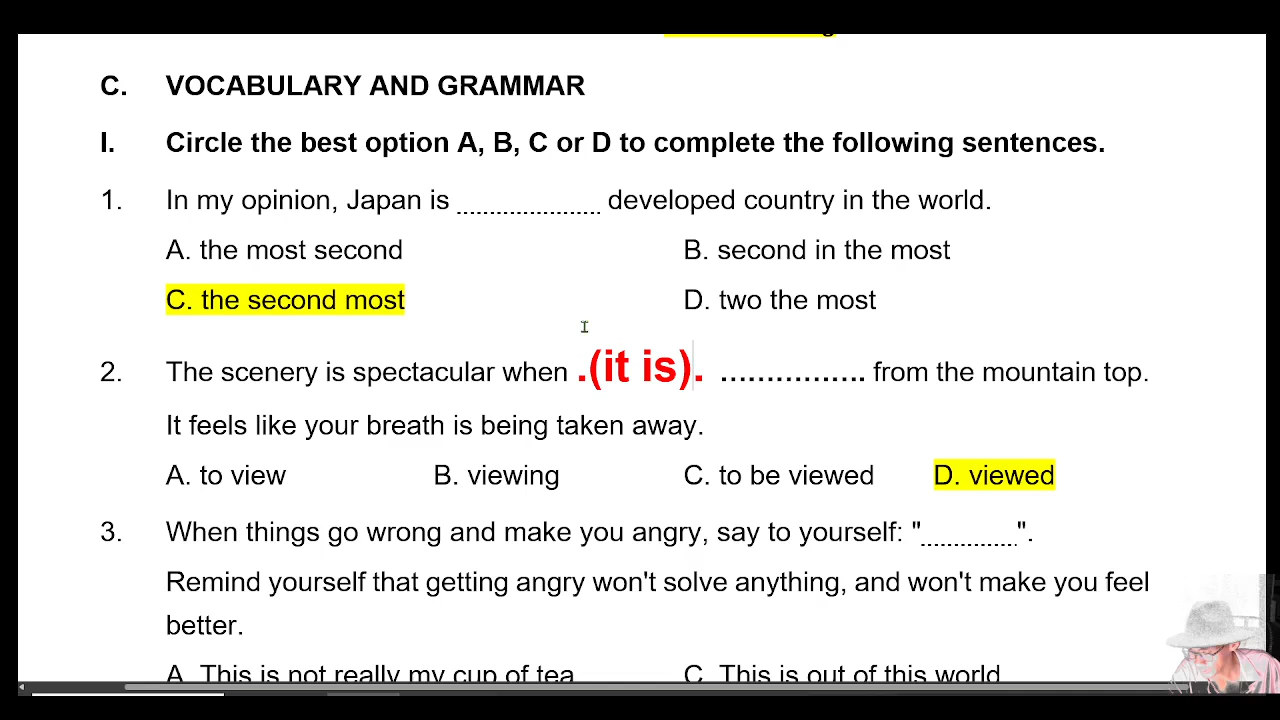 C. VOCABULARY AND GRAMMAR
I. Circle the best option A, B, C or D to complete the following sentences.
1. In my opinion, Japan is ...................... developed country in the world.
A. the most second B. second in the most
C. the second most D. two the most
2. The scenery is spectacular when .(it is). ................ from the mountain top.
It feels like your breath is being taken away.
A. to view B. viewing C. to be viewed D. viewed
3. When things go wrong and make you angry, say to yourself: "...............".
Remind yourself that getting angry won't solve anything, and won't make you feel
better.
A. This is not really my cup of tea C. This is out of this world